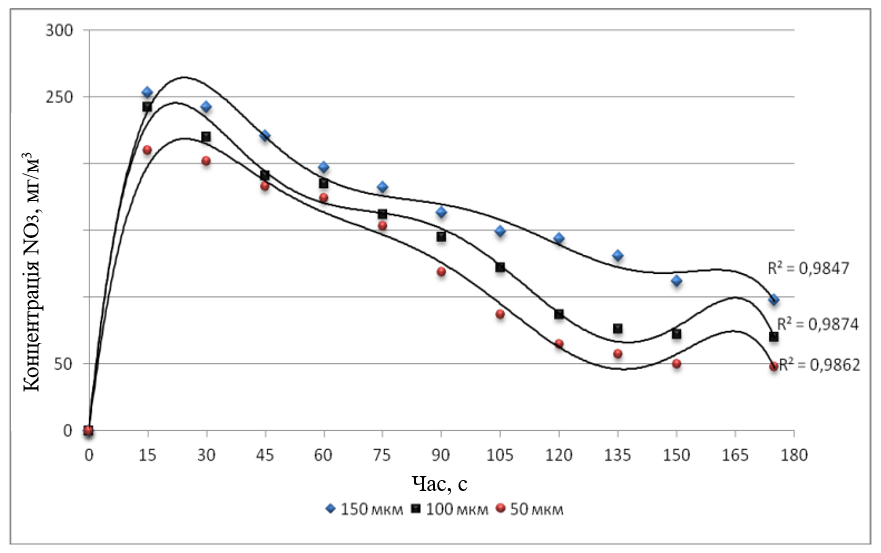 300
250
50
0
Концентрація NO3, мг/м³
R² = 0,9847
R² = 0,9874
R² = 0,9862
0 15 30 45 60 75 90 105 120 135 150 165 180
Час, с
150 мкм 100 мкм 50 мкм